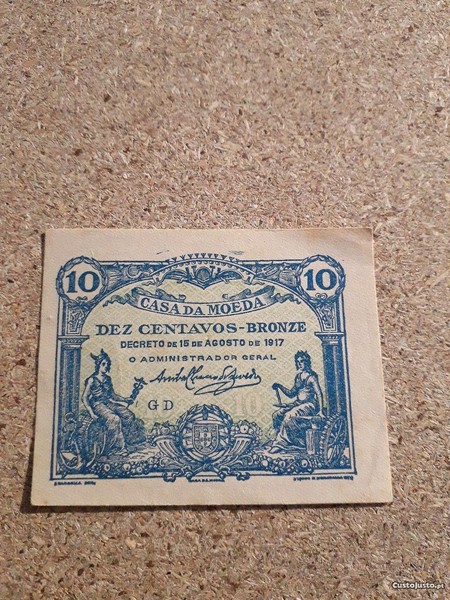 10 10
CASA DA MOEDA
DEZ CENTAVOS-BRONZE
DECRETO DE 15 DE AGOSTO DE 1917
O ADMINISTRADOR GERAL
GD 10
CustoJusto.pt